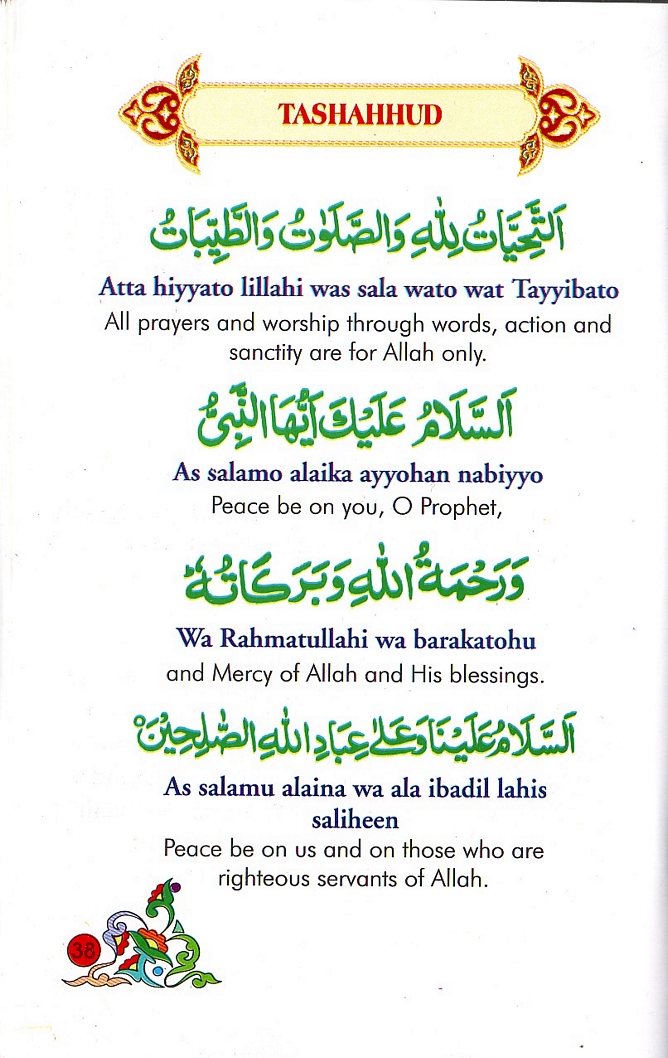 TASHAHHUD
اَلتَّحِيَّاتُ لِلّٰهِ وَالصَّلَوٰتُ وَالطَّيِّبَاتُ
Atta hiyyato lillahi was sala wato wat Tayyibato
All prayers and worship through words, action and
sanctity are for Allah only.
اَلسَّلَامُ عَلَيْكَ اَيُّهَا النَّبِىُّ
As salamo alaika ayyohan nabiyyo
Peace be on you, O Prophet,
وَرَحْمَةُ اللّٰهِ وَبَرَكَاتُهٗ
Wa Rahmatullahi wa barakatohu
and Mercy of Allah and His blessings.
اَلسَّلَامُ عَلَيْنَا وَعَلٰى عِبَادِ اللّٰهِ الصّٰلِحِيْنَ
As salamu alaina wa ala ibadil lahis
saliheen
Peace be on us and on those who are
righteous servants of Allah.
38